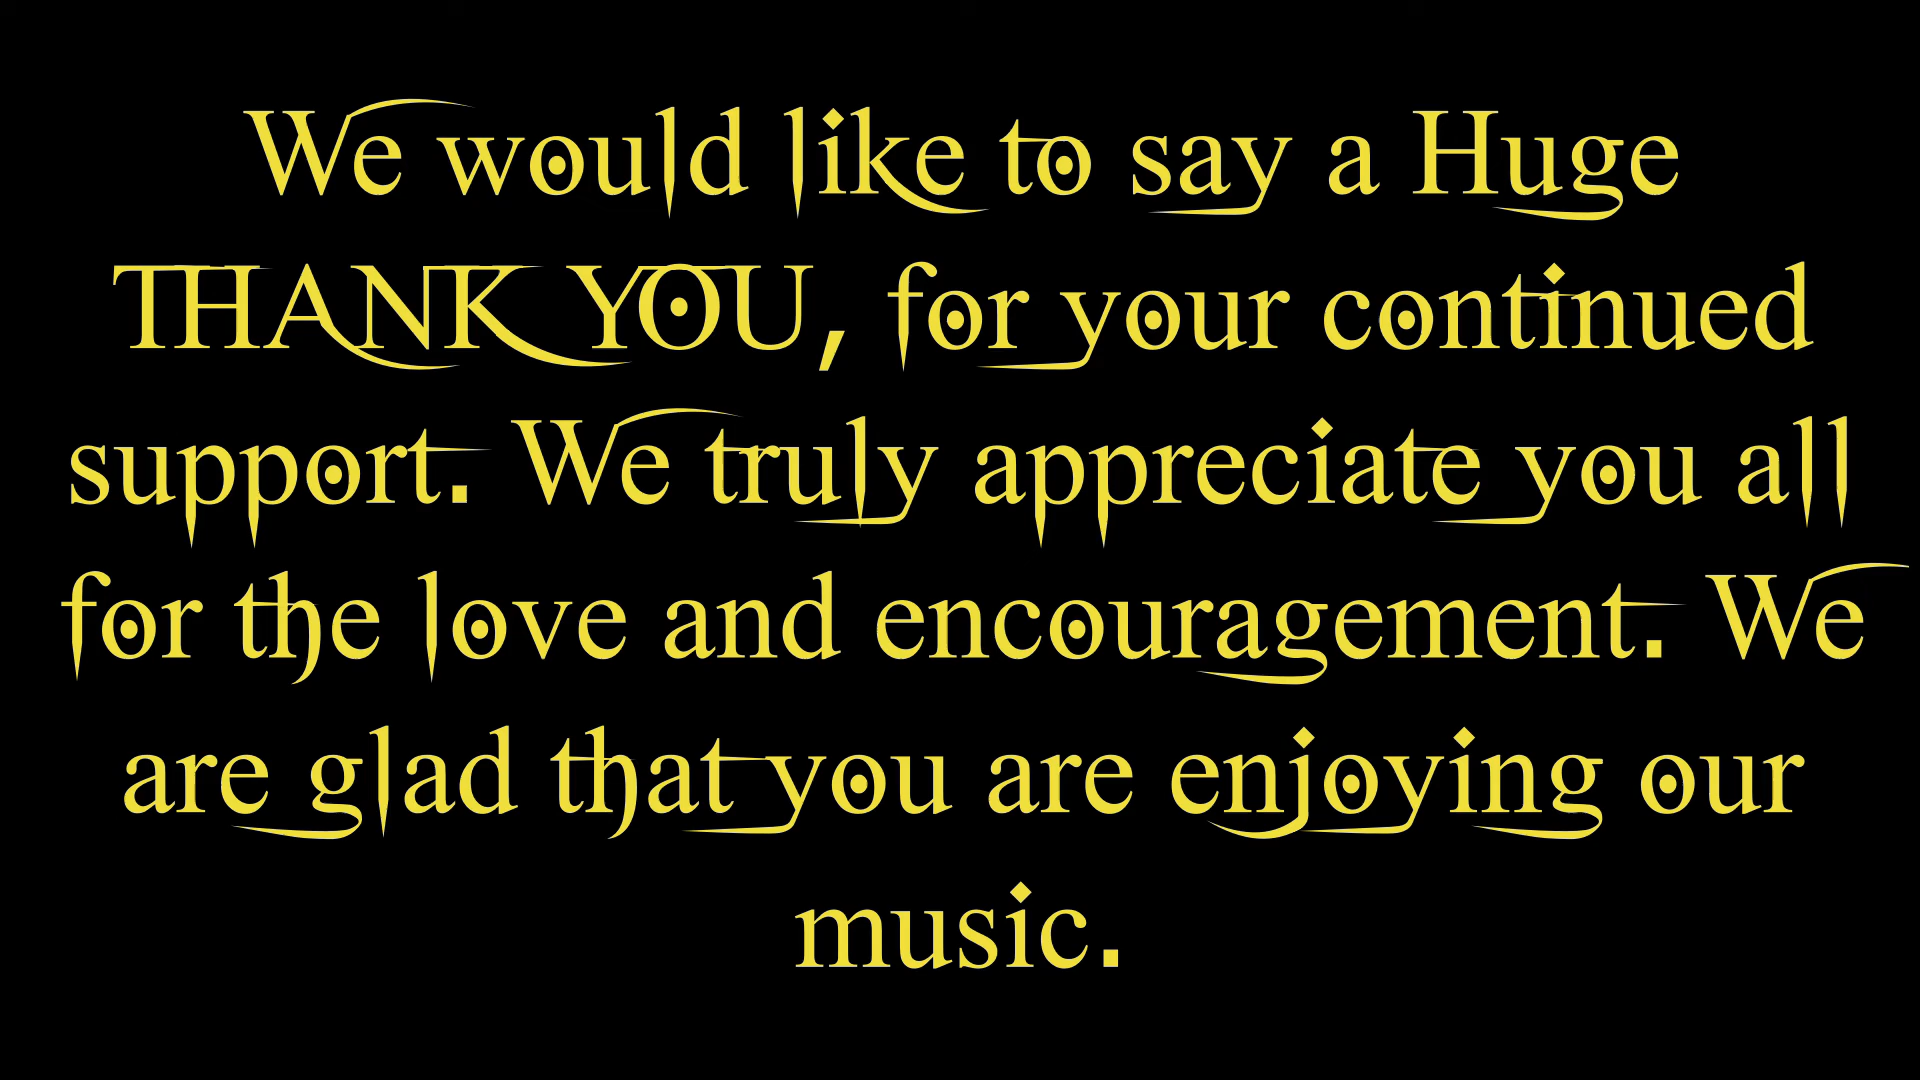 We would like to say a Huge
THANK YOU, for your continued
support. We truly appreciate you all
for the love and encouragement. We
are glad that you are enjoying our
music.